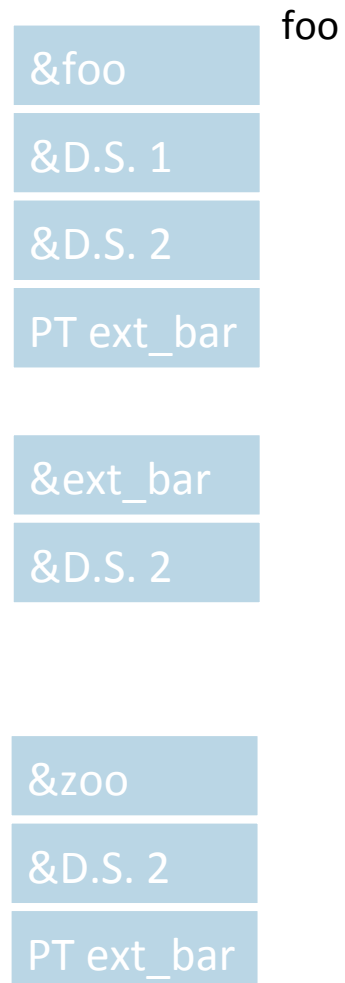 foo
&foo
&D.S. 1
&D.S. 2
PT ext_bar
&ext_bar
&D.S. 2
&zoo
&D.S. 2
PT ext_bar